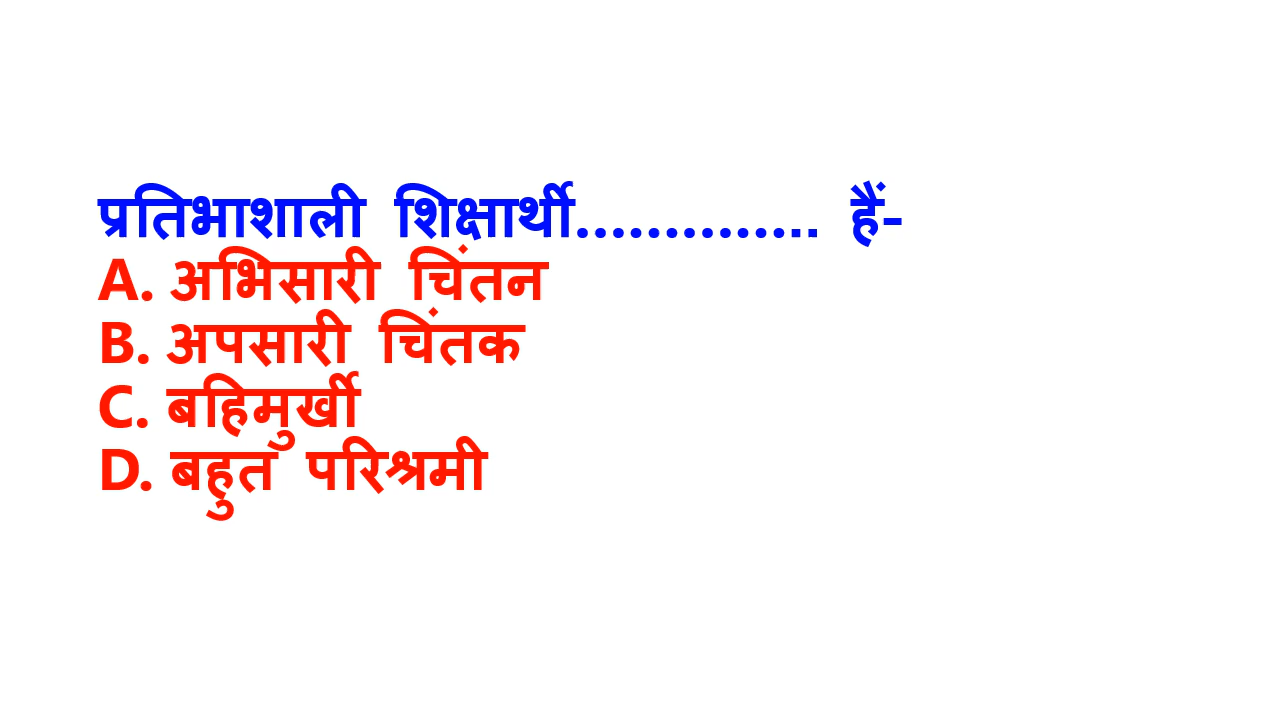 प्रतिभाशाली शिक्षार्थी………….. हैं-
A. अभिसारी चिंतन
B. अपसारी चिंतक
C. बहिमुर्खी
D. बहुत परिश्रमी